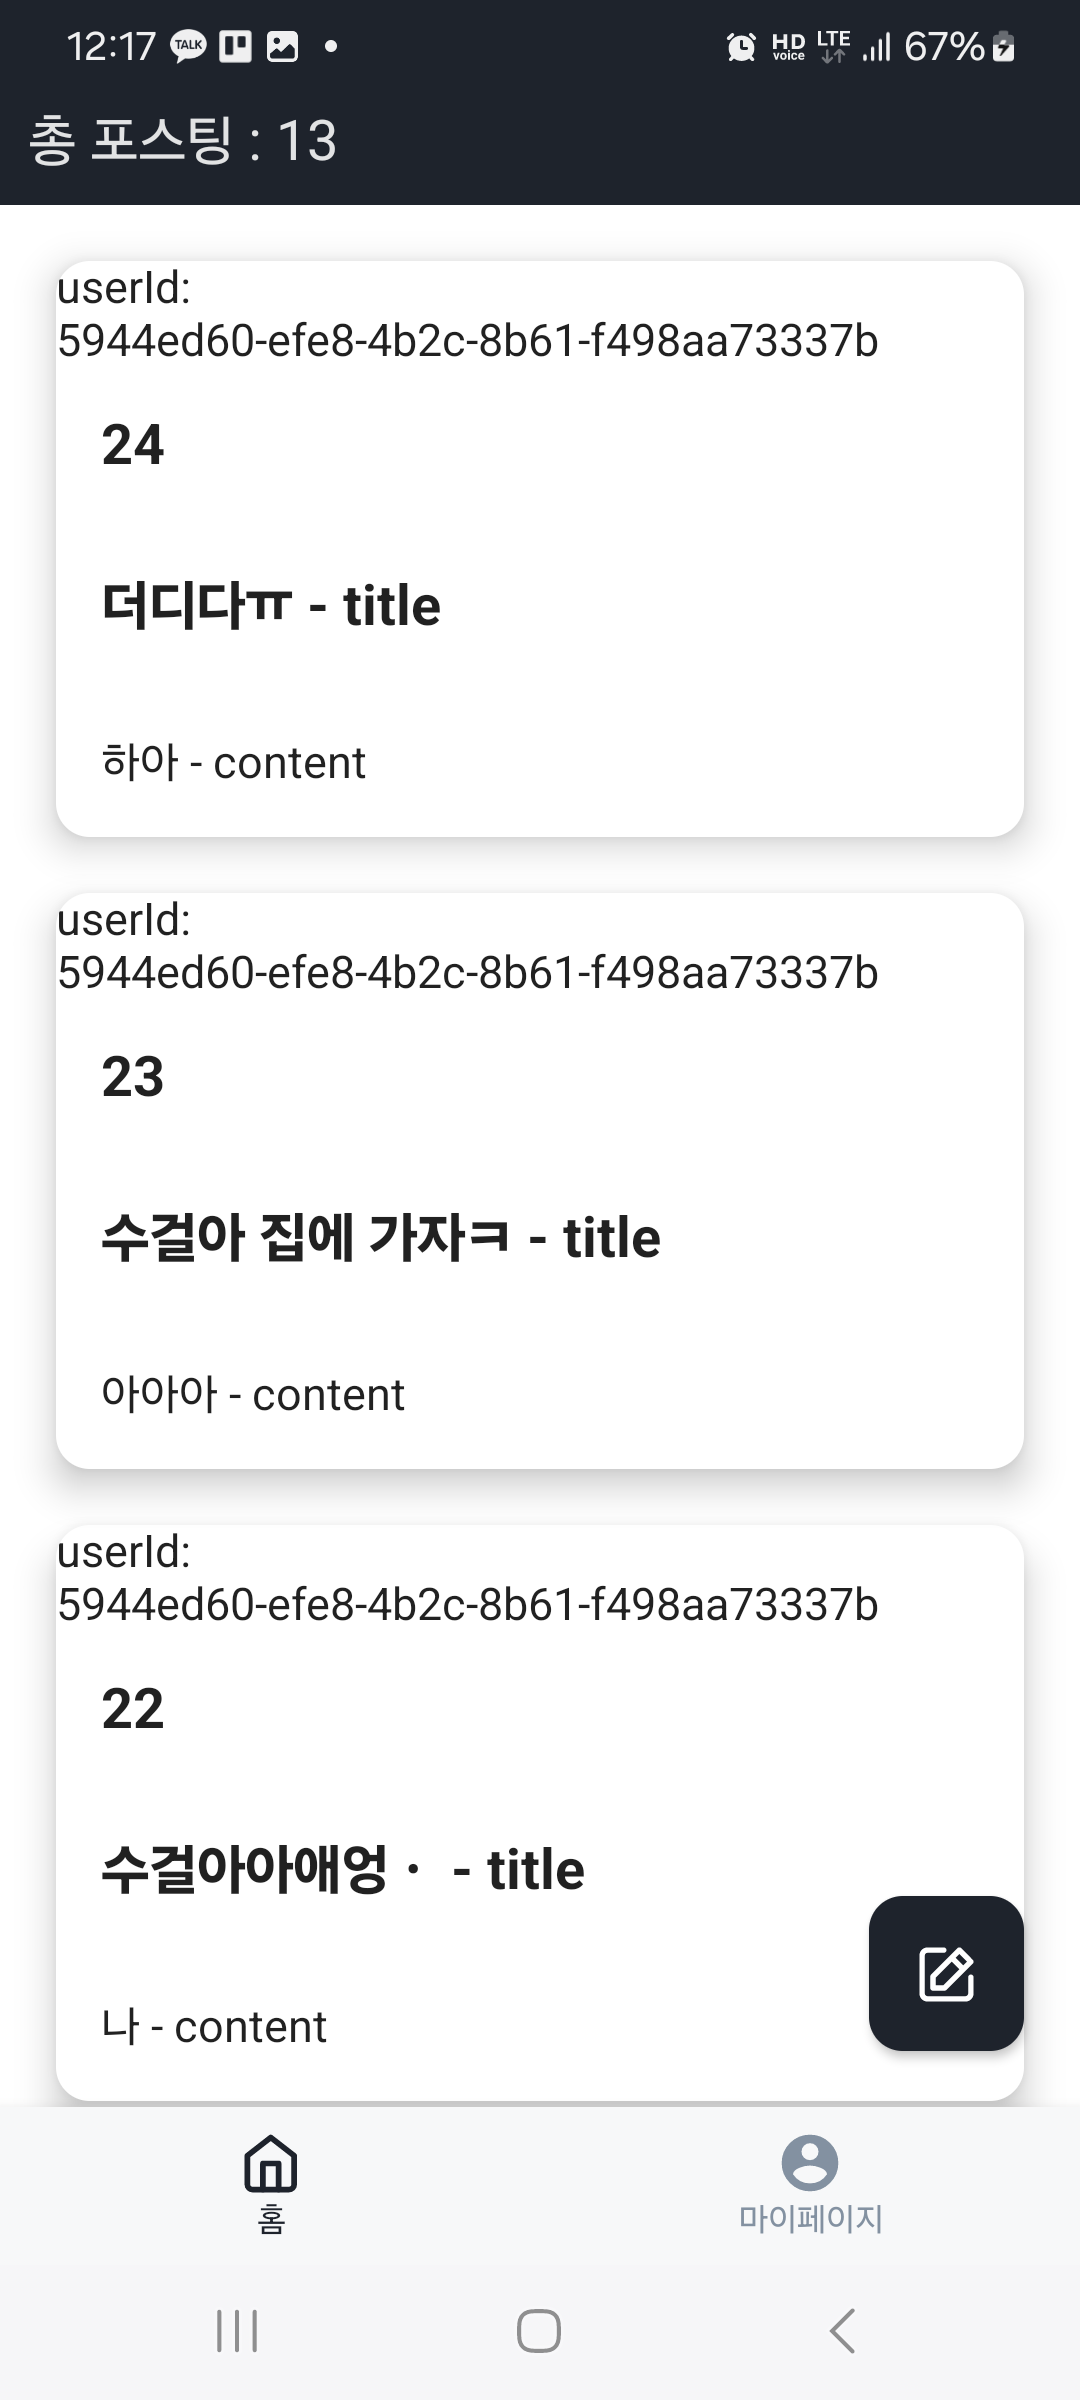 12:17 TALK HD voice LTE 67%
총 포스팅 : 13
userId:
5944ed60-efe8-4b2c-8b61-f498aa73337b
24
더디다ㅠ - title
하아 - content
userId:
5944ed60-efe8-4b2c-8b61-f498aa73337b
23
수걸아 집에 가자ㅋ - title
아아아 - content
userId:
5944ed60-efe8-4b2c-8b61-f498aa73337b
22
수걸아아애엉ㆍ - title
나 - content
홈
마이페이지